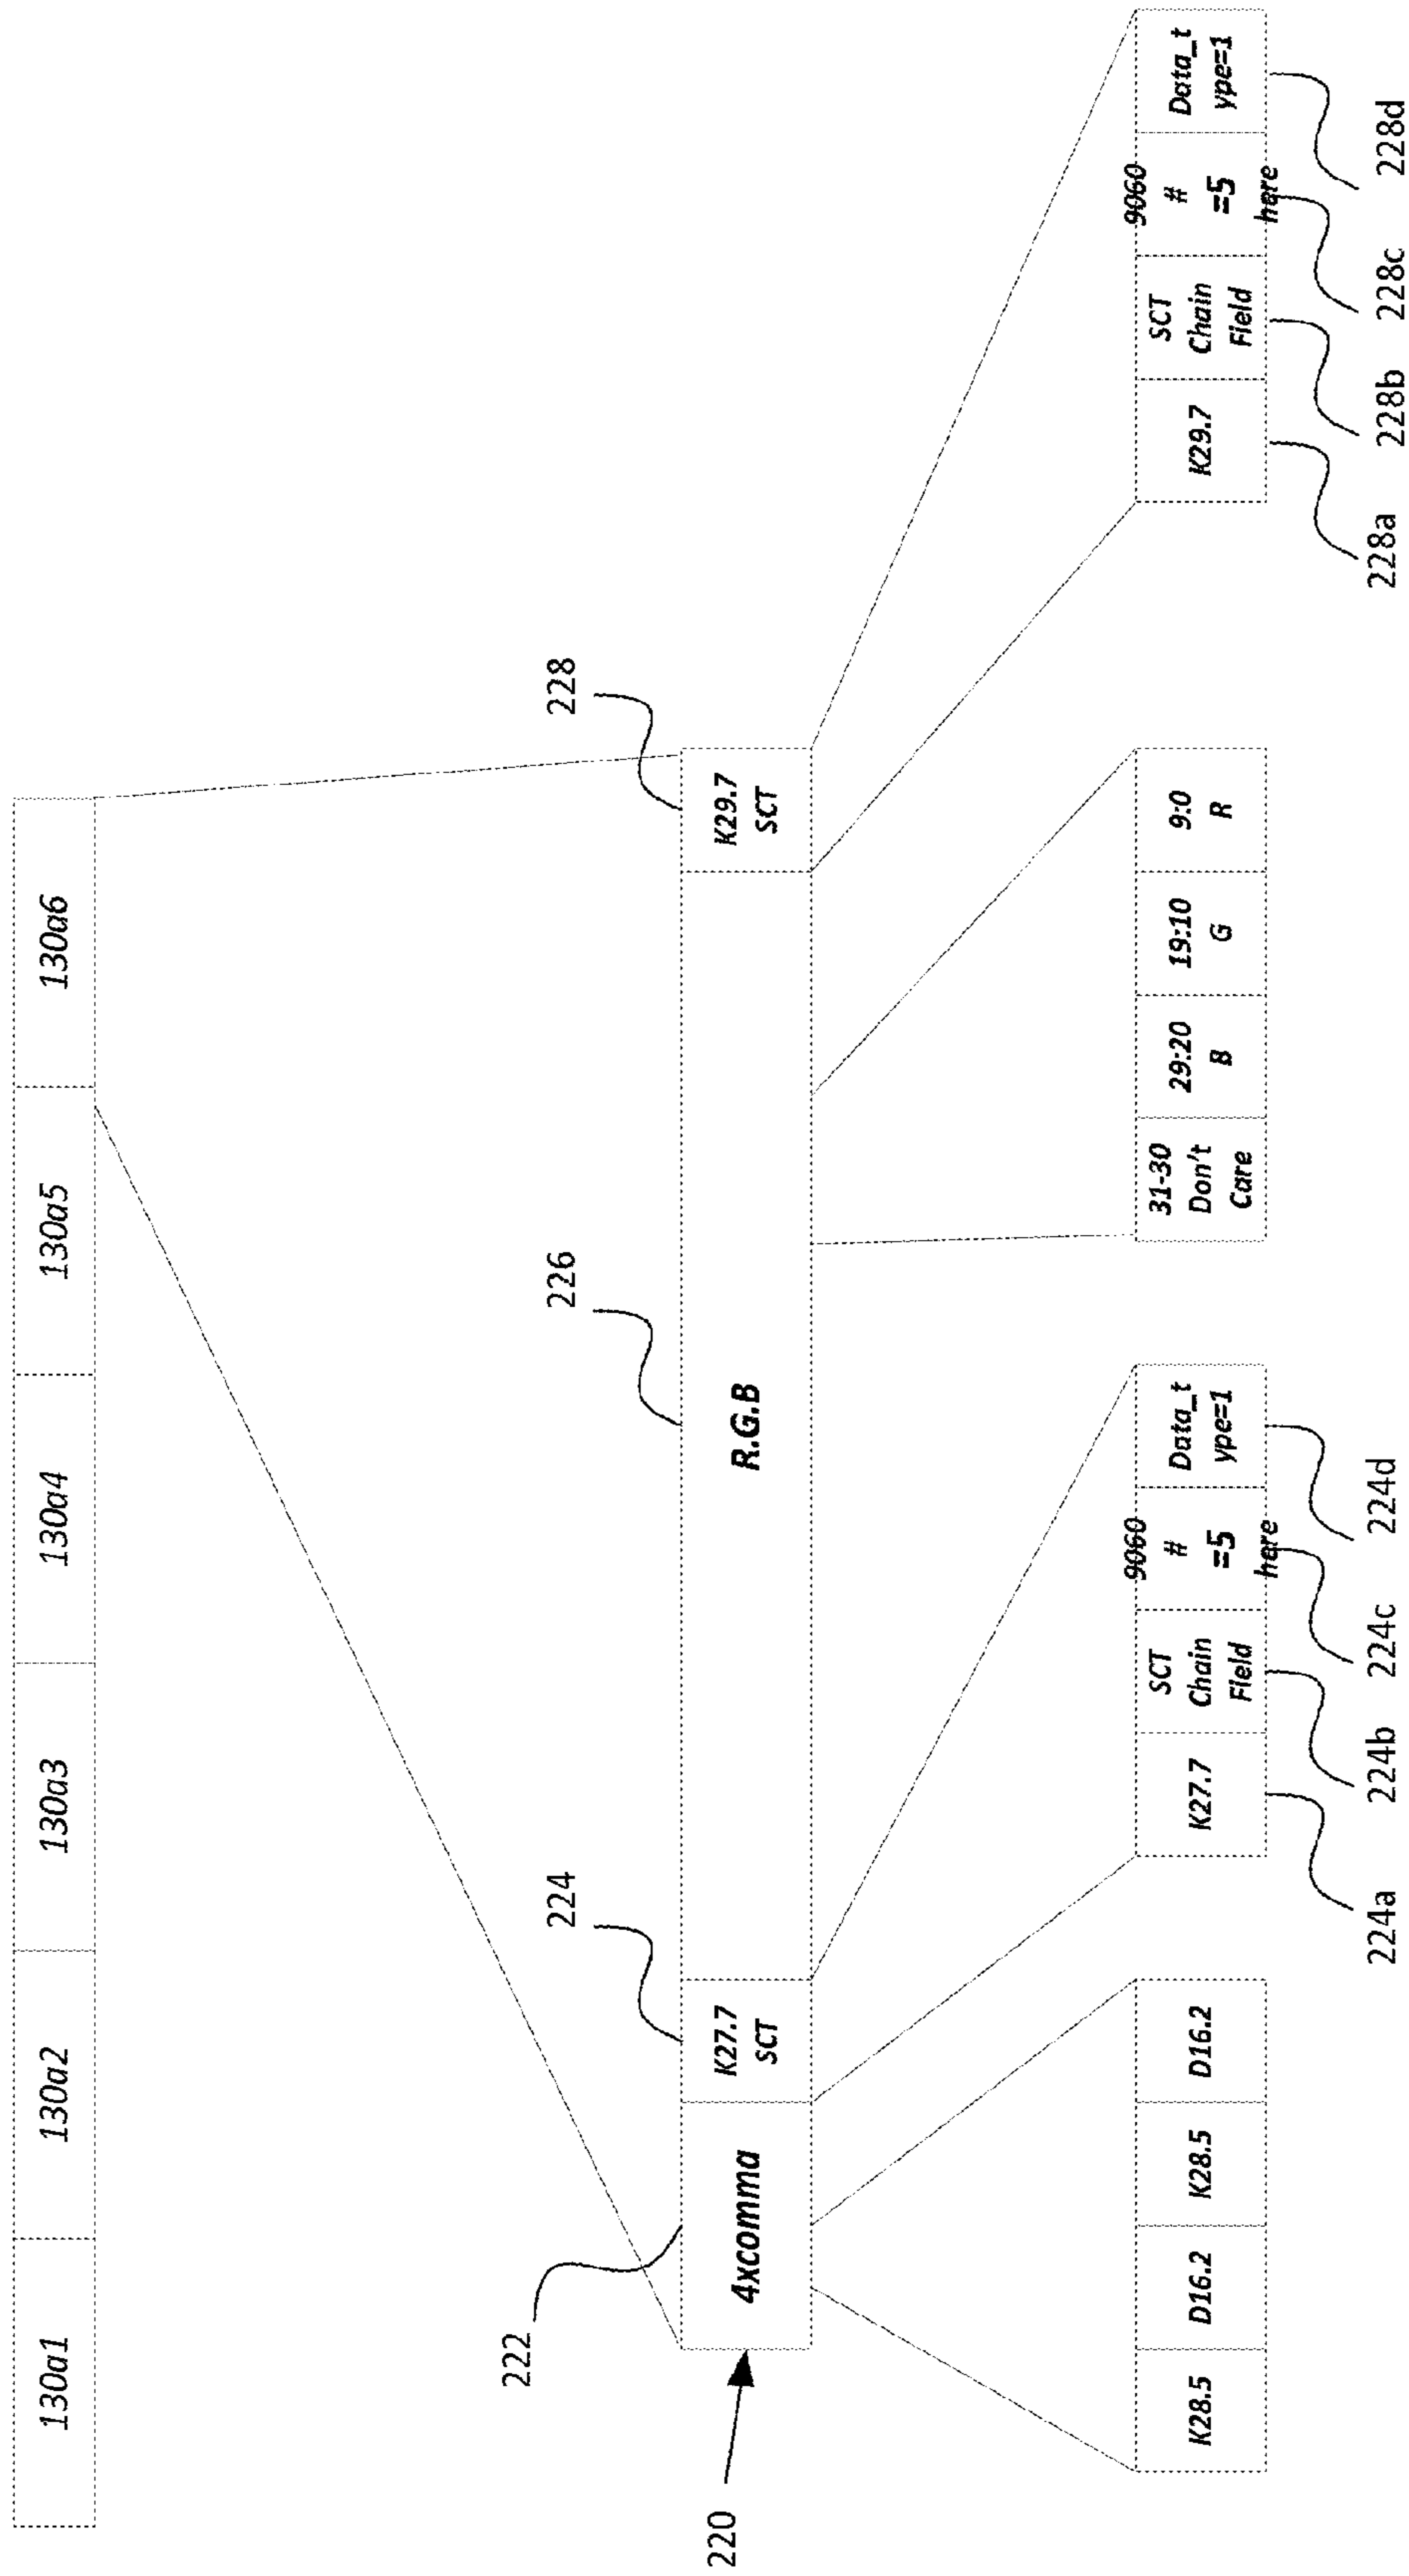 130a1
130a2
130a3
130a4
130a5
130a6
222
224
226
228
220
4xcomma
K27.7
SCT
R.G.B
K29.7
SCT
K28.5
D16.2
K28.5
D16.2
K27.7
SCT
Chain
Field
9060
#
=5
here
Data_t
ype=1
31-30
Don't
Care
29:20
B
19:10
G
9:0
R
K29.7
SCT
Chain
Field
9060
#
=5
here
Data_t
ype=1
224a
224b
224c
224d
228a
228b
228c
228d